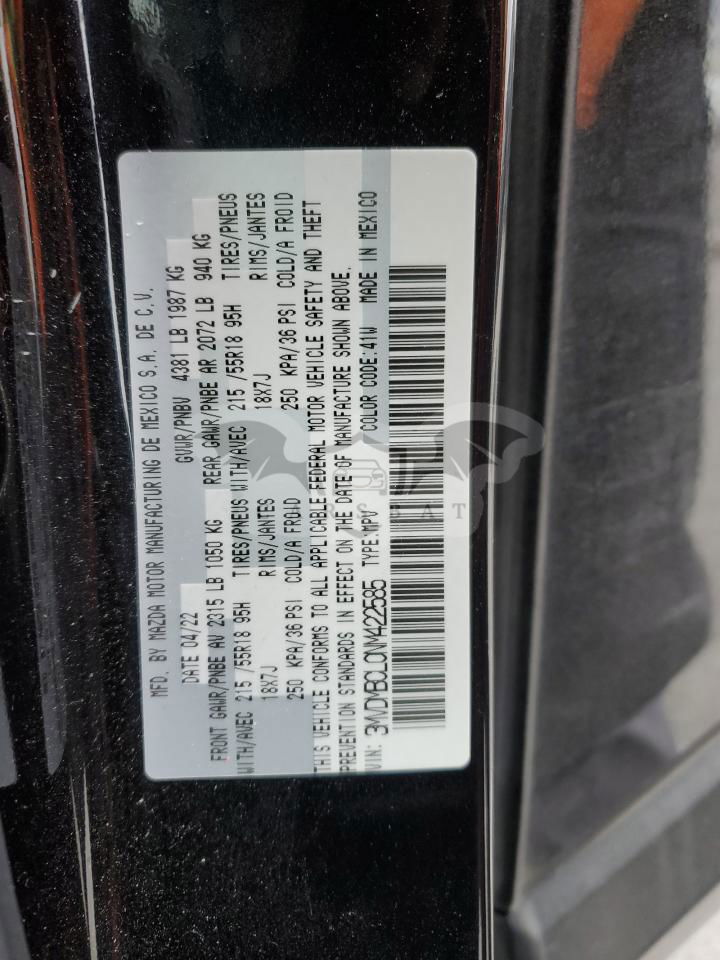 MFD. BY MAZDA MOTOR MANUFACTURING DE MEXICO S.A. DE C.V.
DATE 04/22 GVWR/PNBV 4381 LB 1987 KG
FRONT GAWR/PNBE AV 2315 LB 1050 KG REAR GAWR/PNBE AR 2072 LB 940 KG
WITH/AVEC 215 /55R18 95H TIRES/PNEUS WITH/AVEC 215 /55R18 95H TIRES/PNEUS
18X7J RIMS/JANTES 18X7J RIMS/JANTES
250 KPA/36 PSI COLD/A FROID 250 KPA/36 PSI COLD/A FROID
THIS VEHICLE CONFORMS TO ALL APPLICABLE FEDERAL MOTOR VEHICLE SAFETY AND THEFT
PREVENTION STANDARDS IN EFFECT ON THE DATE OF MANUFACTURE SHOWN ABOVE.
VIN: 3MVDMBCL0NM422585 TYPE:MPV COLOR CODE:41W MADE IN MEXICO